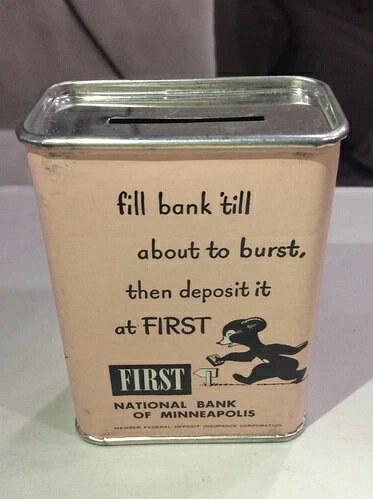 fill bank 'till
about to burst,
then deposit it
at FIRST
FIRST
NATIONAL BANK
OF MINNEAPOLIS
MEMBER FEDERAL DEPOSIT INSURANCE CORPORATION